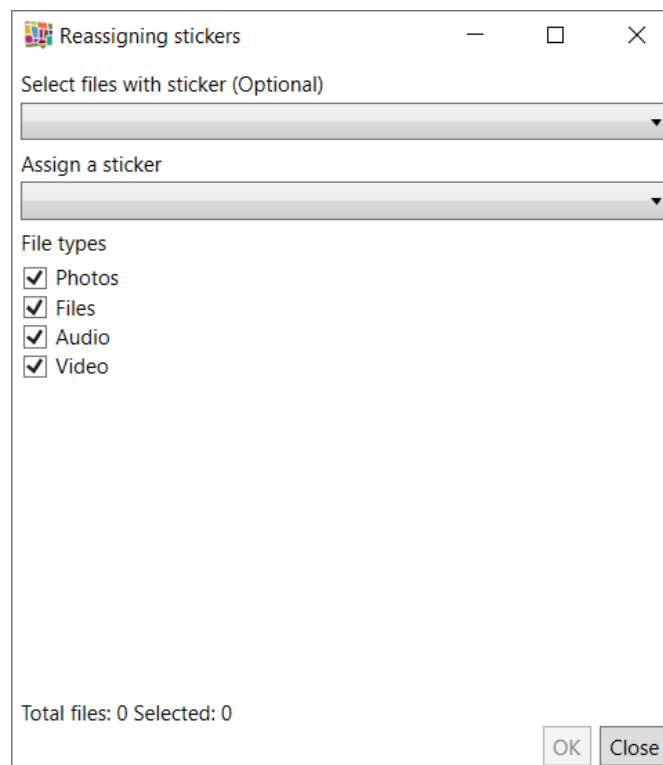 Reassigning stickers
Select files with sticker (Optional)
Assign a sticker
File types
Photos
Files
Audio
Video
Total files: 0 Selected: 0
OK Close